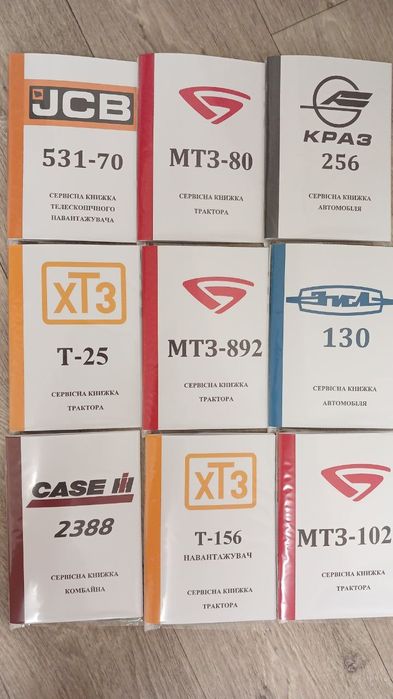 JCB
531-70
СЕРВІСНА КНИЖКА
ТЕЛЕСКОПІЧНОГО
НАВАНТАЖУВАЧА
МТЗ-80
СЕРВІСНА КНИЖКА
ТРАКТОРА
КРАЗ
256
СЕРВІСНА КНИЖКА
АВТОМОБІЛЯ
ХТЗ
Т-25
СЕРВІСНА КНИЖКА
ТРАКТОРА
МТЗ-892
СЕРВІСНА КНИЖКА
ТРАКТОРА
ЗИЛ
130
СЕРВІСНА КНИЖКА
АВТОМОБІЛЯ
CASE IH
2388
СЕРВІСНА КНИЖКА
КОМБАЙНА
ХТЗ
Т-156
НАВАНТАЖУВАЧ
СЕРВІСНА КНИЖКА
ТРАКТОРА
МТЗ-102
СЕРВІСНА КНИЖКА
ТРАКТОРА